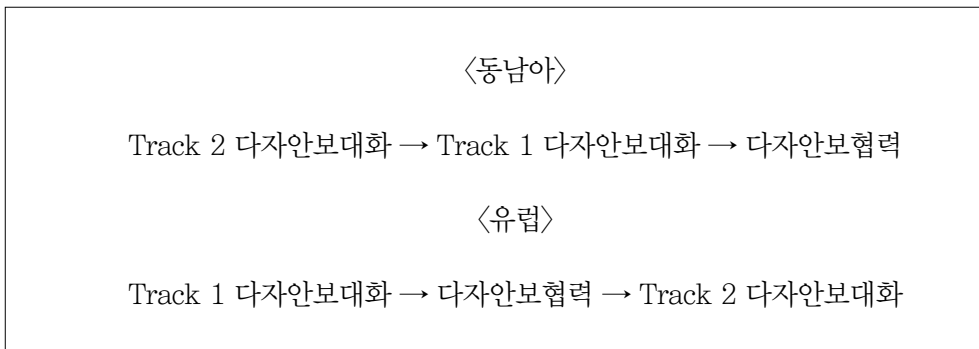 〈동남아〉
Track 2 다자안보대화 → Track 1 다자안보대화 → 다자안보협력
〈유럽〉
Track 1 다자안보대화 → 다자안보협력 → Track 2 다자안보대화